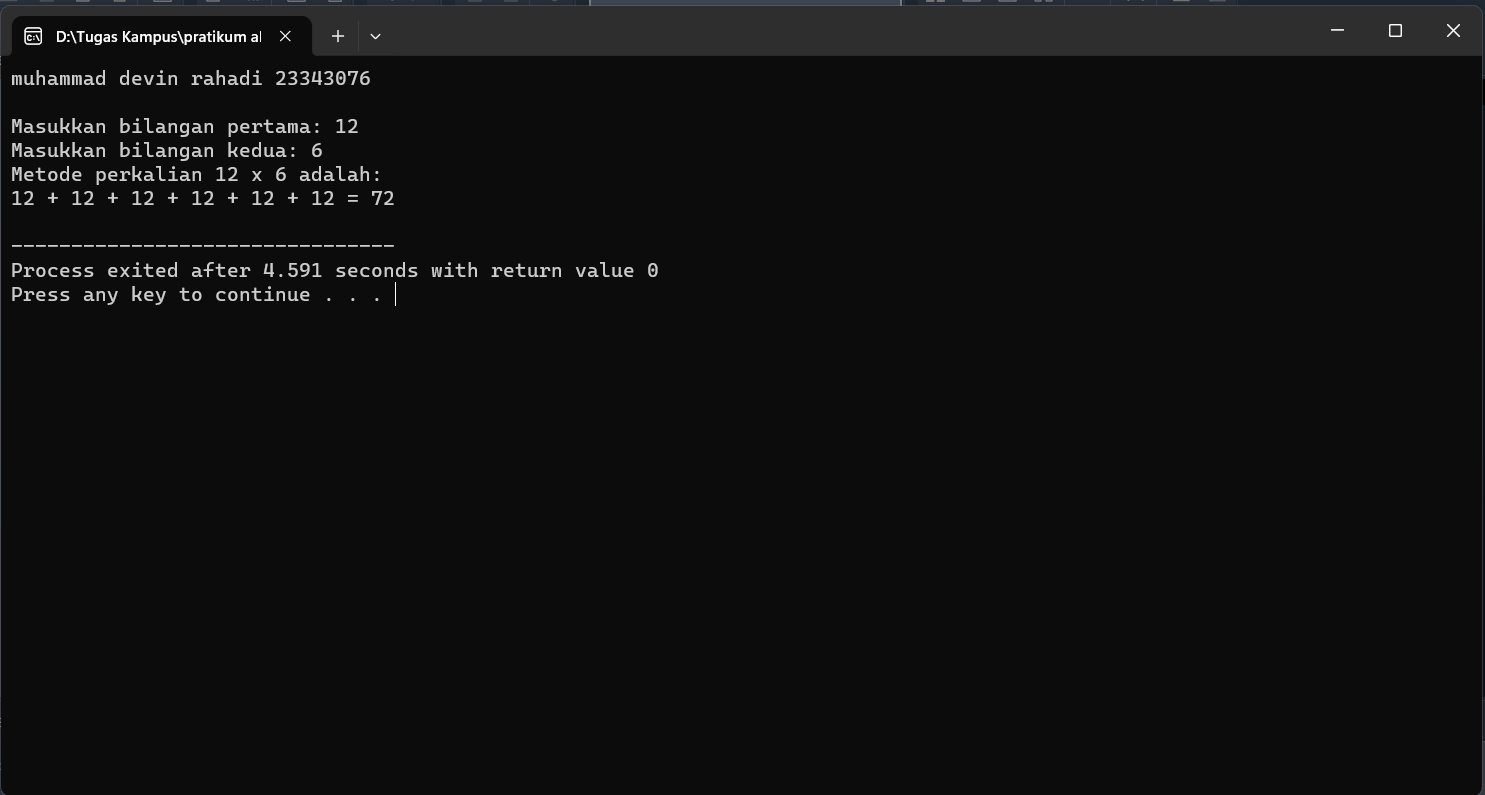 D:\Tugas Kampus\pratikum al
muhammad devin rahadi 23343076
Masukkan bilangan pertama: 12
Masukkan bilangan kedua: 6
Metode perkalian 12 x 6 adalah:
12 + 12 + 12 + 12 + 12 + 12 = 72
--------------------------------
Process exited after 4.591 seconds with return value 0
Press any key to continue . . .